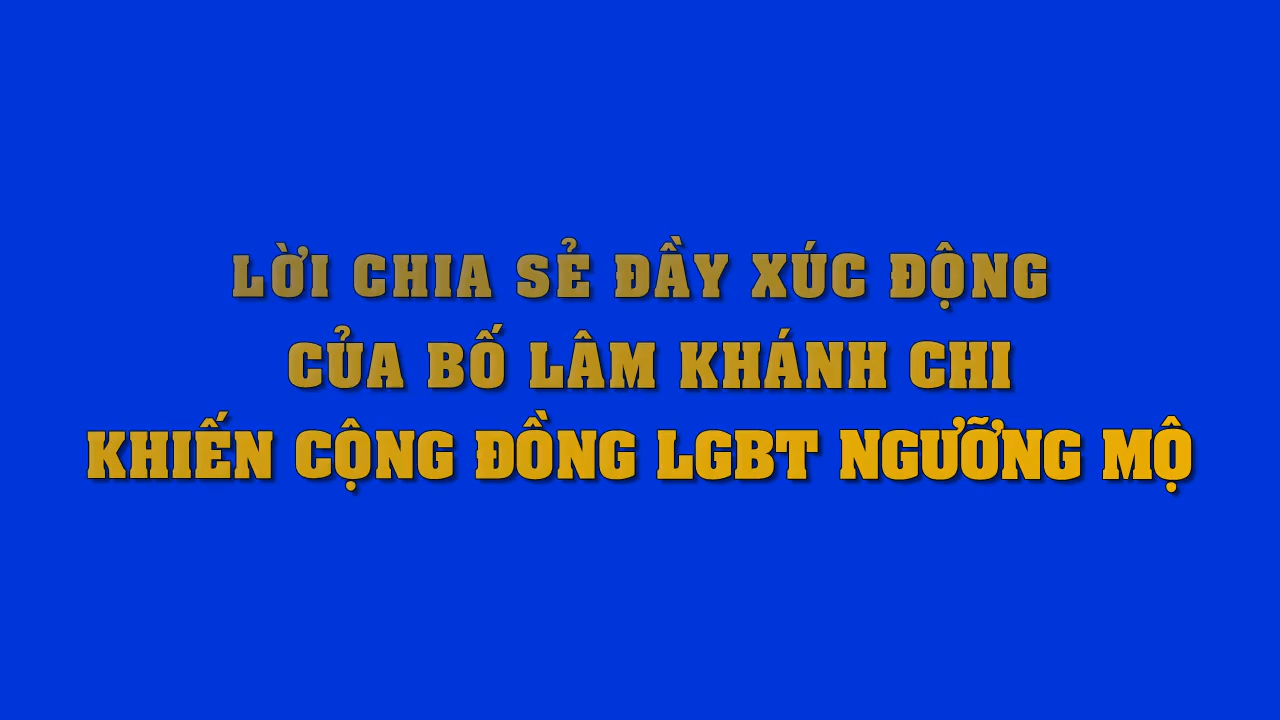 LỜI CHIA SẺ ĐẦY XÚC ĐỘNG
CỦA BỐ LÂM KHÁNH CHI
KHIẾN CỘNG ĐỒNG LGBT NGƯỠNG MỘ